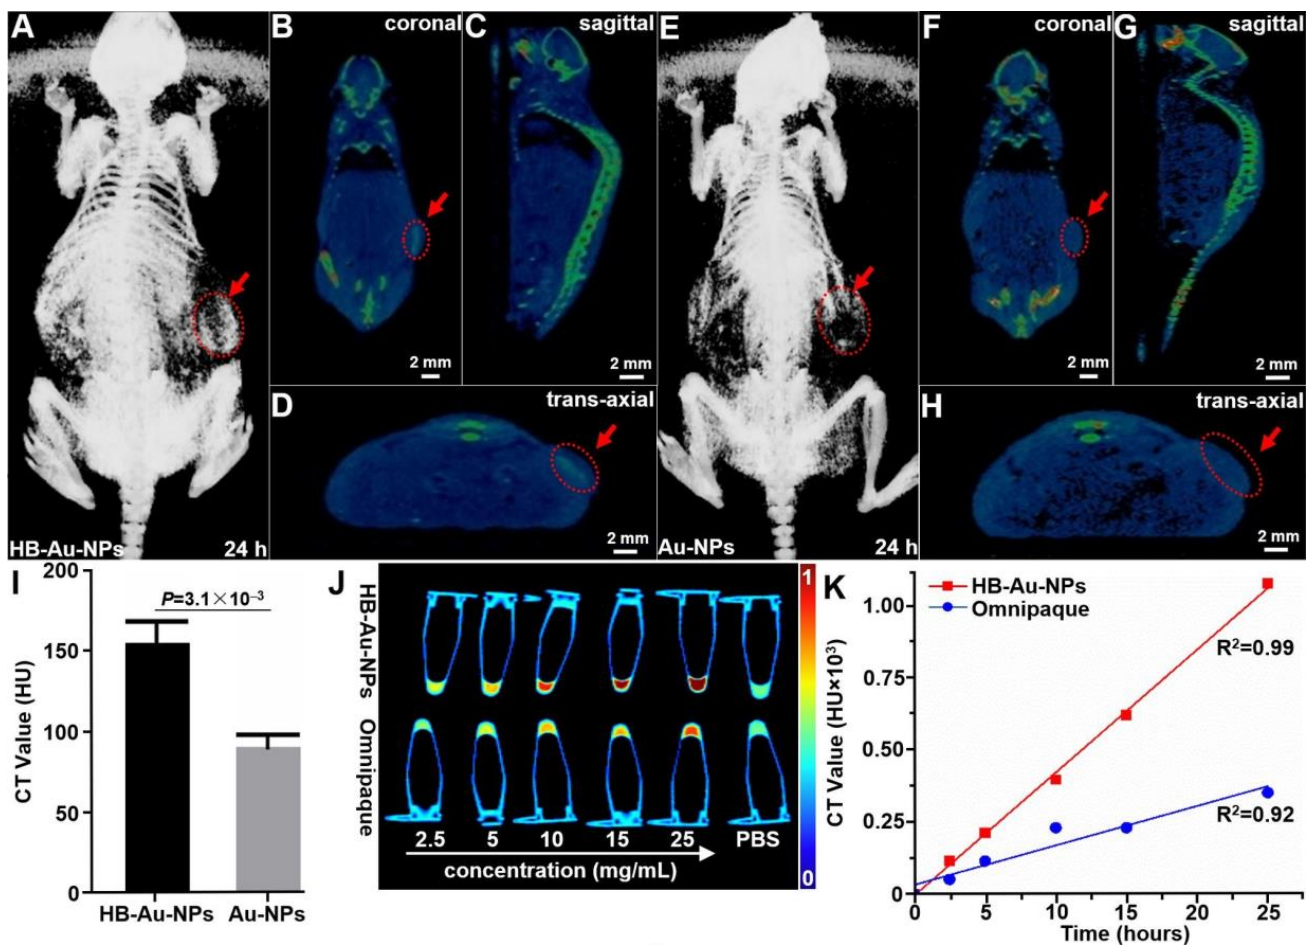 A
HB-Au-NPs
24 h
B
coronal
2 mm
C
sagittal
2 mm
D
trans-axial
2 mm
E
Au-NPs
24 h
F
coronal
2 mm
G
sagittal
2 mm
H
trans-axial
2 mm
I
P=3.1×10⁻³
CT Value (HU)
200
150
100
50
0
HB-Au-NPs
Au-NPs
J
HB-Au-NPs
Omnipaque
2.5 5 10 15 25 PBS
concentration (mg/mL)
1
0
K
HB-Au-NPs
Omnipaque
R²=0.99
R²=0.92
CT Value (HU×10³)
1.00
0.75
0.50
0.25
0
0 5 10 15 20 25
Time (hours)